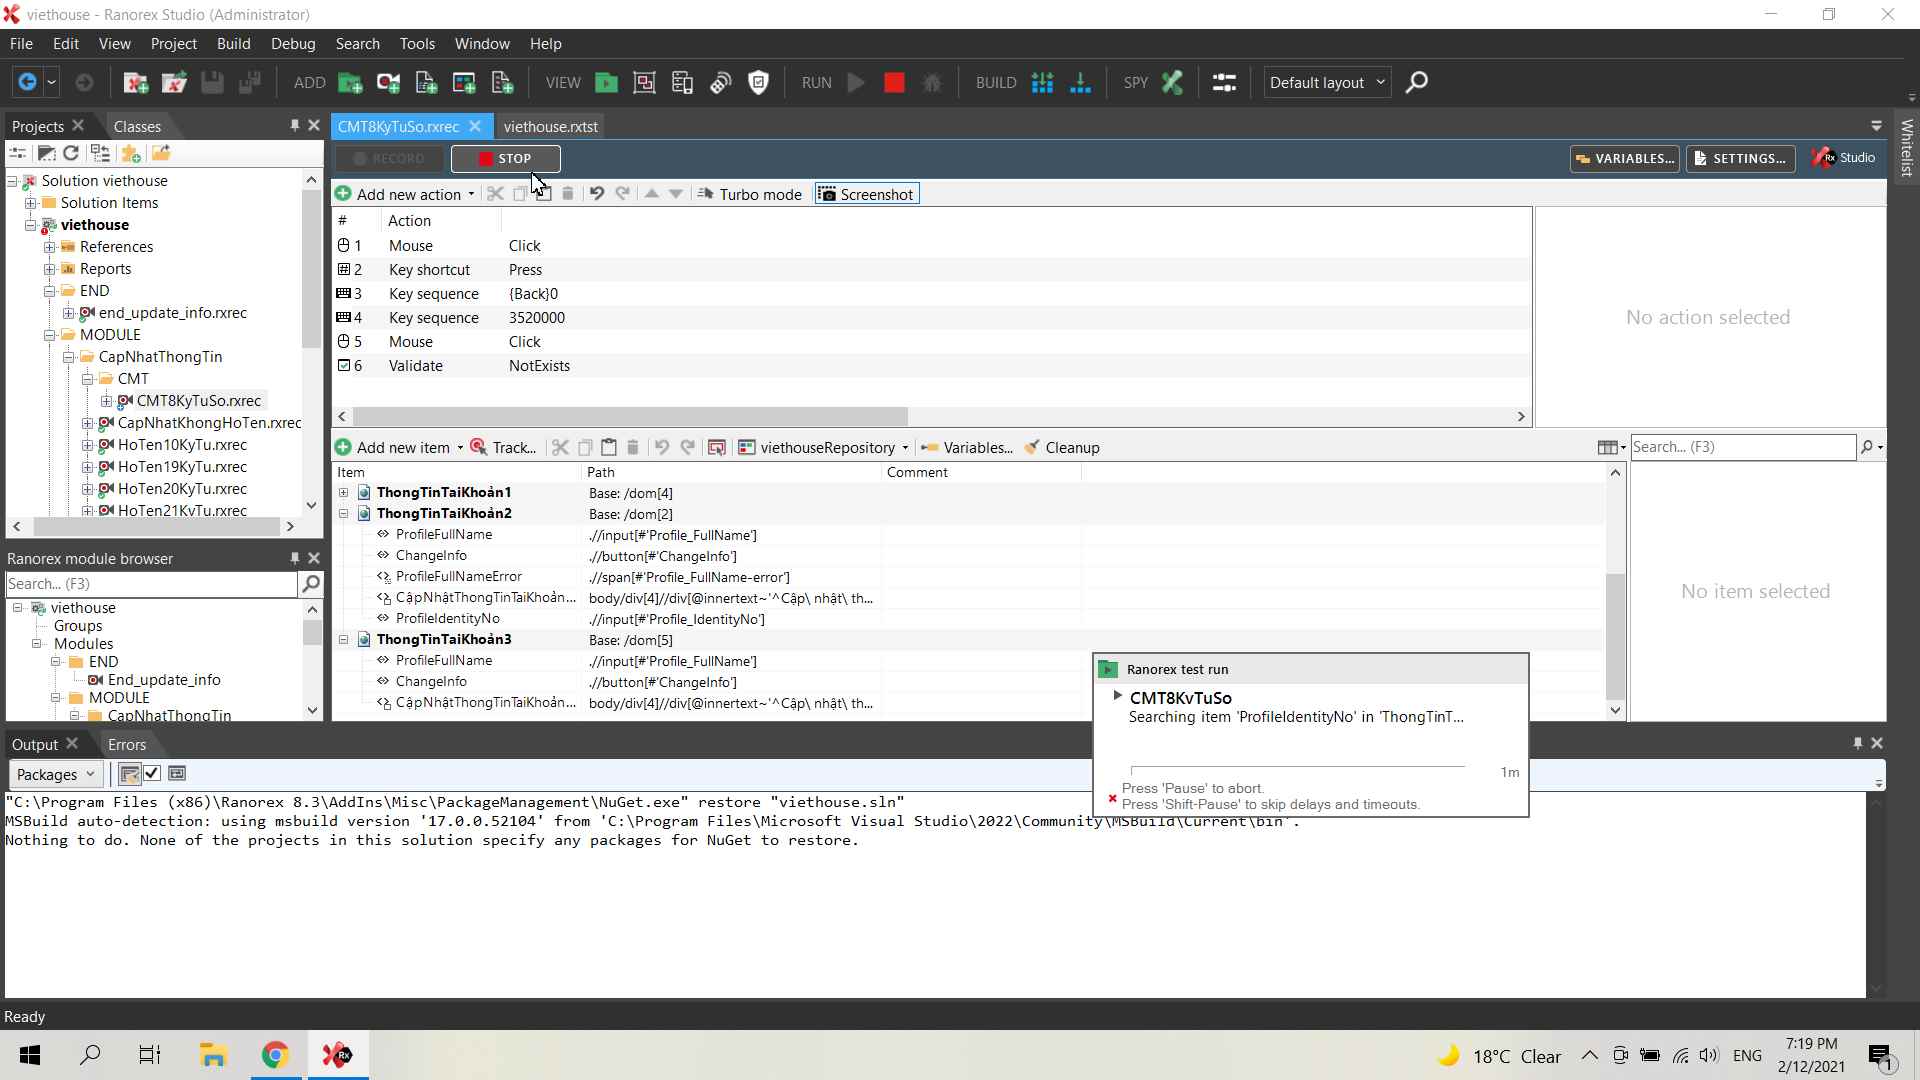 viethouse - Ranorex Studio (Administrator)
File Edit View Project Build Debug Search Tools Window Help
ADD VIEW RUN BUILD SPY Default layout
Projects Classes
Solution viethouse
Solution Items
viethouse
References
Reports
END
end_update_info.rxrec
MODULE
CapNhatThongTin
CMT
CMT8KyTuSo.rxrec
CapNhatKhongHoTen.rxrec
HoTen10KyTu.rxrec
HoTen19KyTu.rxrec
HoTen20KyTu.rxrec
HoTen21KyTu.rxrec
Ranorex module browser
Search... (F3)
viethouse
Groups
Modules
END
End_update_info
MODULE
CapNhatThongTin
CMT8KyTuSo.rxrec viethouse.rxtst
RECORD STOP VARIABLES... SETTINGS... Rx Studio
Add new action Turbo mode Screenshot
# Action
1 Mouse Click
2 Key shortcut Press
3 Key sequence {Back}0
4 Key sequence 3520000
5 Mouse Click
6 Validate NotExists
No action selected
Add new item Track... viethouseRepository Variables... Cleanup Search... (F3)
Item Path Comment
ThongTinTaiKhoản1 Base: /dom[4]
ThongTinTaiKhoản2 Base: /dom[2]
ProfileFullName .//input[#'Profile_FullName']
ChangeInfo .//button[#'ChangeInfo']
ProfileFullNameError .//span[#'Profile_FullName-error']
CậpNhậtThongTinTaiKhoản... body/div[4]//div[@innertext~'^Cập\ nhật\ th...
ProfileIdentityNo .//input[#'Profile_IdentityNo']
ThongTinTaiKhoản3 Base: /dom[5]
ProfileFullName .//input[#'Profile_FullName']
ChangeInfo .//button[#'ChangeInfo']
CậpNhậtThongTinTaiKhoản... body/div[4]//div[@innertext~'^Cập\ nhật\ th...
No item selected
Whitelist
Ranorex test run
CMT8KyTuSo
Searching item 'ProfileIdentityNo' in 'ThongTinT...
1m
Press 'Pause' to abort.
Press 'Shift-Pause' to skip delays and timeouts.
Output Errors
Packages
"C:\Program Files (x86)\Ranorex 8.3\AddIns\Misc\PackageManagement\NuGet.exe" restore "viethouse.sln"
MSBuild auto-detection: using msbuild version '17.0.0.52104' from 'C:\Program Files\Microsoft Visual Studio\2022\Community\MSBuild\Current\bin'.
Nothing to do. None of the projects in this solution specify any packages for NuGet to restore.
Ready
Rx
18°C Clear ENG 7:19 PM
2/12/2021
1